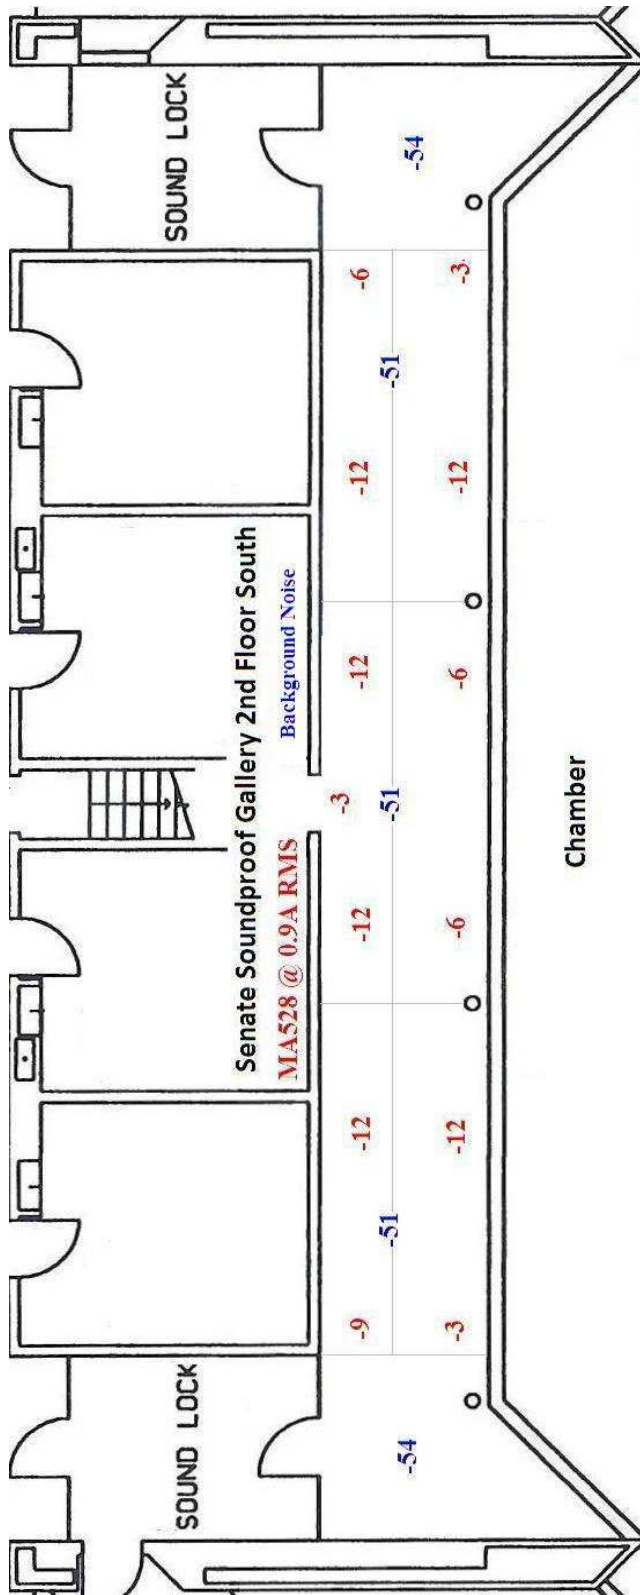 SOUND LOCK
SOUND LOCK
Senate Soundproof Gallery 2nd Floor South
MA528 @ 0.9A RMS
Background Noise
-3
-9 -12 -12 -12 -12 -6
-54 -51 -51 -51 -54
-3 -12 -6 -6 -12 -3
Chamber